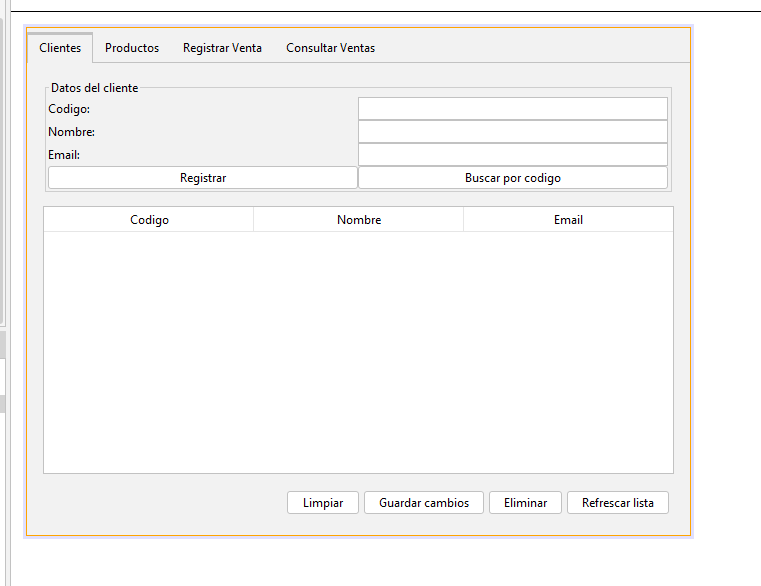 Clientes Productos Registrar Venta Consultar Ventas
Datos del cliente
Codigo:
Nombre:
Email:
Registrar Buscar por codigo
Codigo Nombre Email
Limpiar Guardar cambios Eliminar Refrescar lista